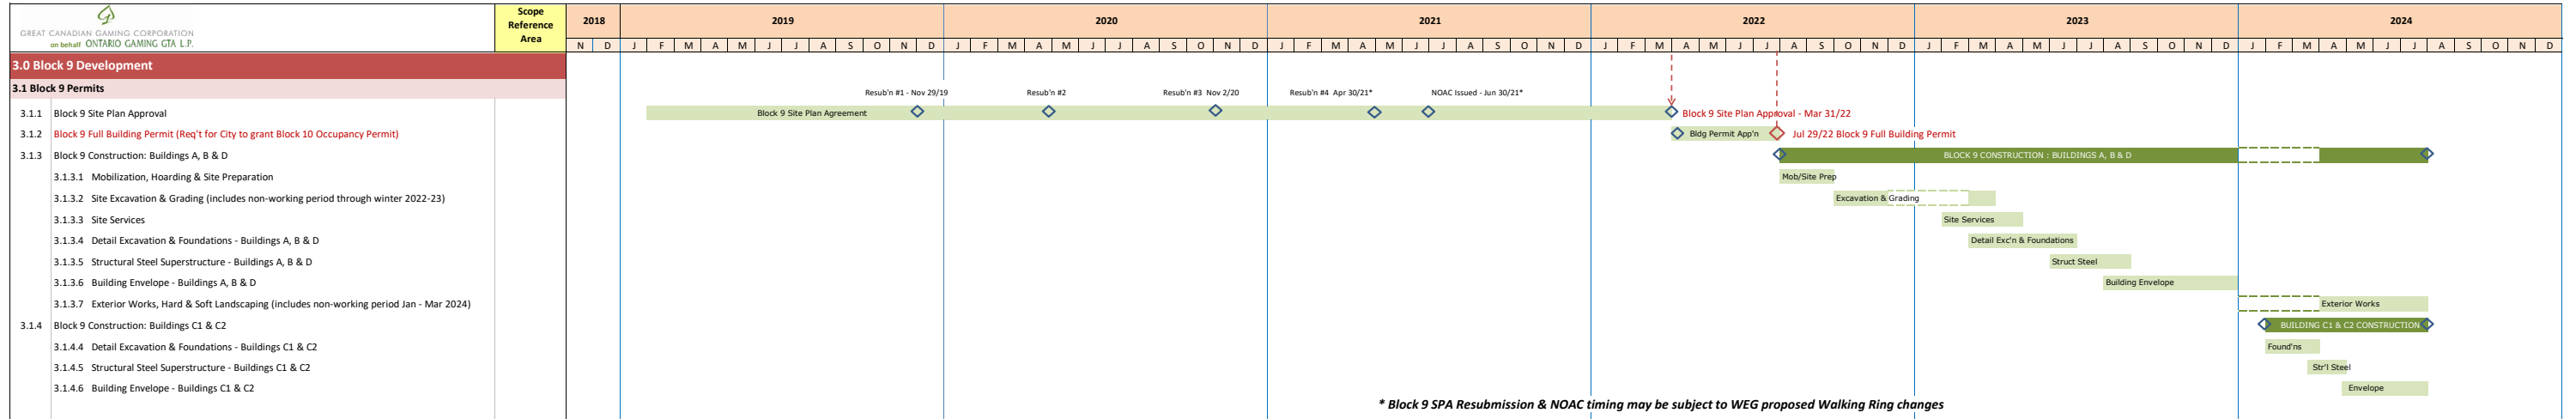 GREAT CANADIAN GAMING CORPORATION
on behalf ONTARIO GAMING GTA L.P.
Scope
Reference
Area
2018 2019 2020 2021 2022 2023 2024
N D J F M A M J J A S O N D J F M A M J J A S O N D J F M A M J J A S O N D J F M A M J J A S O N D J F M A M J J A S O N D J F M A M J J A S O N D
3.0 Block 9 Development
3.1 Block 9 Permits
Resub'n #1 - Nov 29/19 Resub'n #2 Resub'n #3 Nov 2/20 Resub'n #4 Apr 30/21* NOAC Issued - Jun 30/21*
3.1.1 Block 9 Site Plan Approval Block 9 Site Plan Agreement Block 9 Site Plan Approval - Mar 31/22
3.1.2 Block 9 Full Building Permit (Req't for City to grant Block 10 Occupancy Permit) Bldg Permit App'n Jul 29/22 Block 9 Full Building Permit
3.1.3 Block 9 Construction: Buildings A, B & D BLOCK 9 CONSTRUCTION : BUILDINGS A, B & D
3.1.3.1 Mobilization, Hoarding & Site Preparation Mob/Site Prep
3.1.3.2 Site Excavation & Grading (includes non-working period through winter 2022-23) Excavation & Grading
3.1.3.3 Site Services Site Services
3.1.3.4 Detail Excavation & Foundations - Buildings A, B & D Detail Exc'n & Foundations
3.1.3.5 Structural Steel Superstructure - Buildings A, B & D Struct Steel
3.1.3.6 Building Envelope - Buildings A, B & D Building Envelope
3.1.3.7 Exterior Works, Hard & Soft Landscaping (includes non-working period Jan - Mar 2024) Exterior Works
3.1.4 Block 9 Construction: Buildings C1 & C2 BUILDING C1 & C2 CONSTRUCTION
3.1.4.4 Detail Excavation & Foundations - Buildings C1 & C2 Found'ns
3.1.4.5 Structural Steel Superstructure - Buildings C1 & C2 Str'l Steel
3.1.4.6 Building Envelope - Buildings C1 & C2 Envelope
* Block 9 SPA Resubmission & NOAC timing may be subject to WEG proposed Walking Ring changes